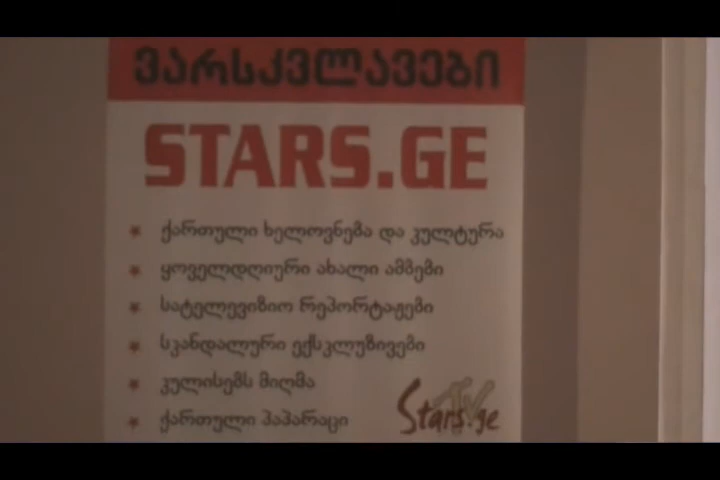 ვარსკვლავები
STARS.GE
ქართული ხელოვნება და კულტურა
ყოველდღიური ახალი ამბები
სატელევიზიო რეპორტაჟები
სკანდალური ექსკლუზივები
კულისებს მიღმა
ქართული პაპარაცი
Stars.ge
TV